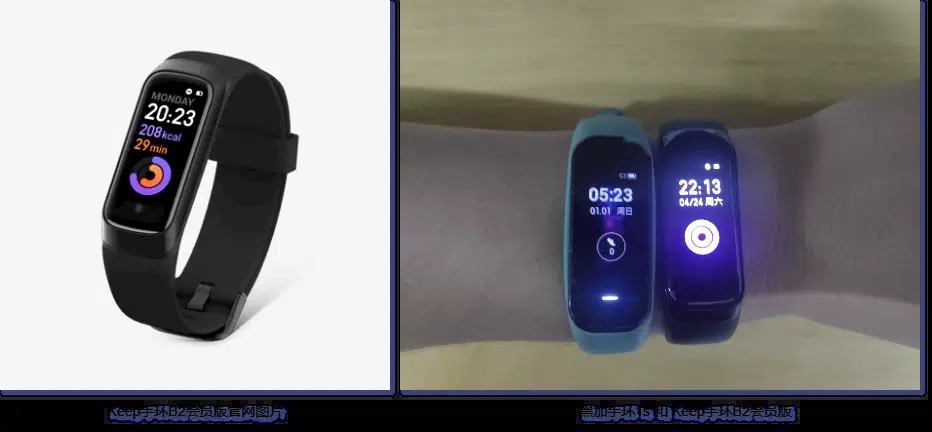 MONDAY
20:23
208kcal
29min
05:23
01.01 周日
0
22:13
04/24 周六
Keep手环B2会员版官网图片
和 Keep手环B2会员版